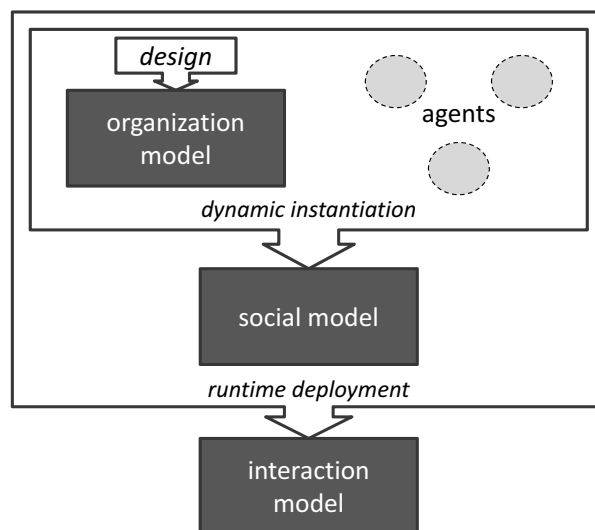 design
organization
model
agents
dynamic instantiation
social model
runtime deployment
interaction
model